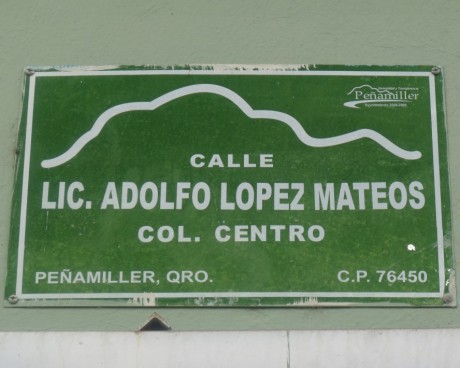 Peñamiller
CALLE
LIC. ADOLFO LOPEZ MATEOS
COL. CENTRO
PEÑAMILLER, QRO.
C.P. 76450